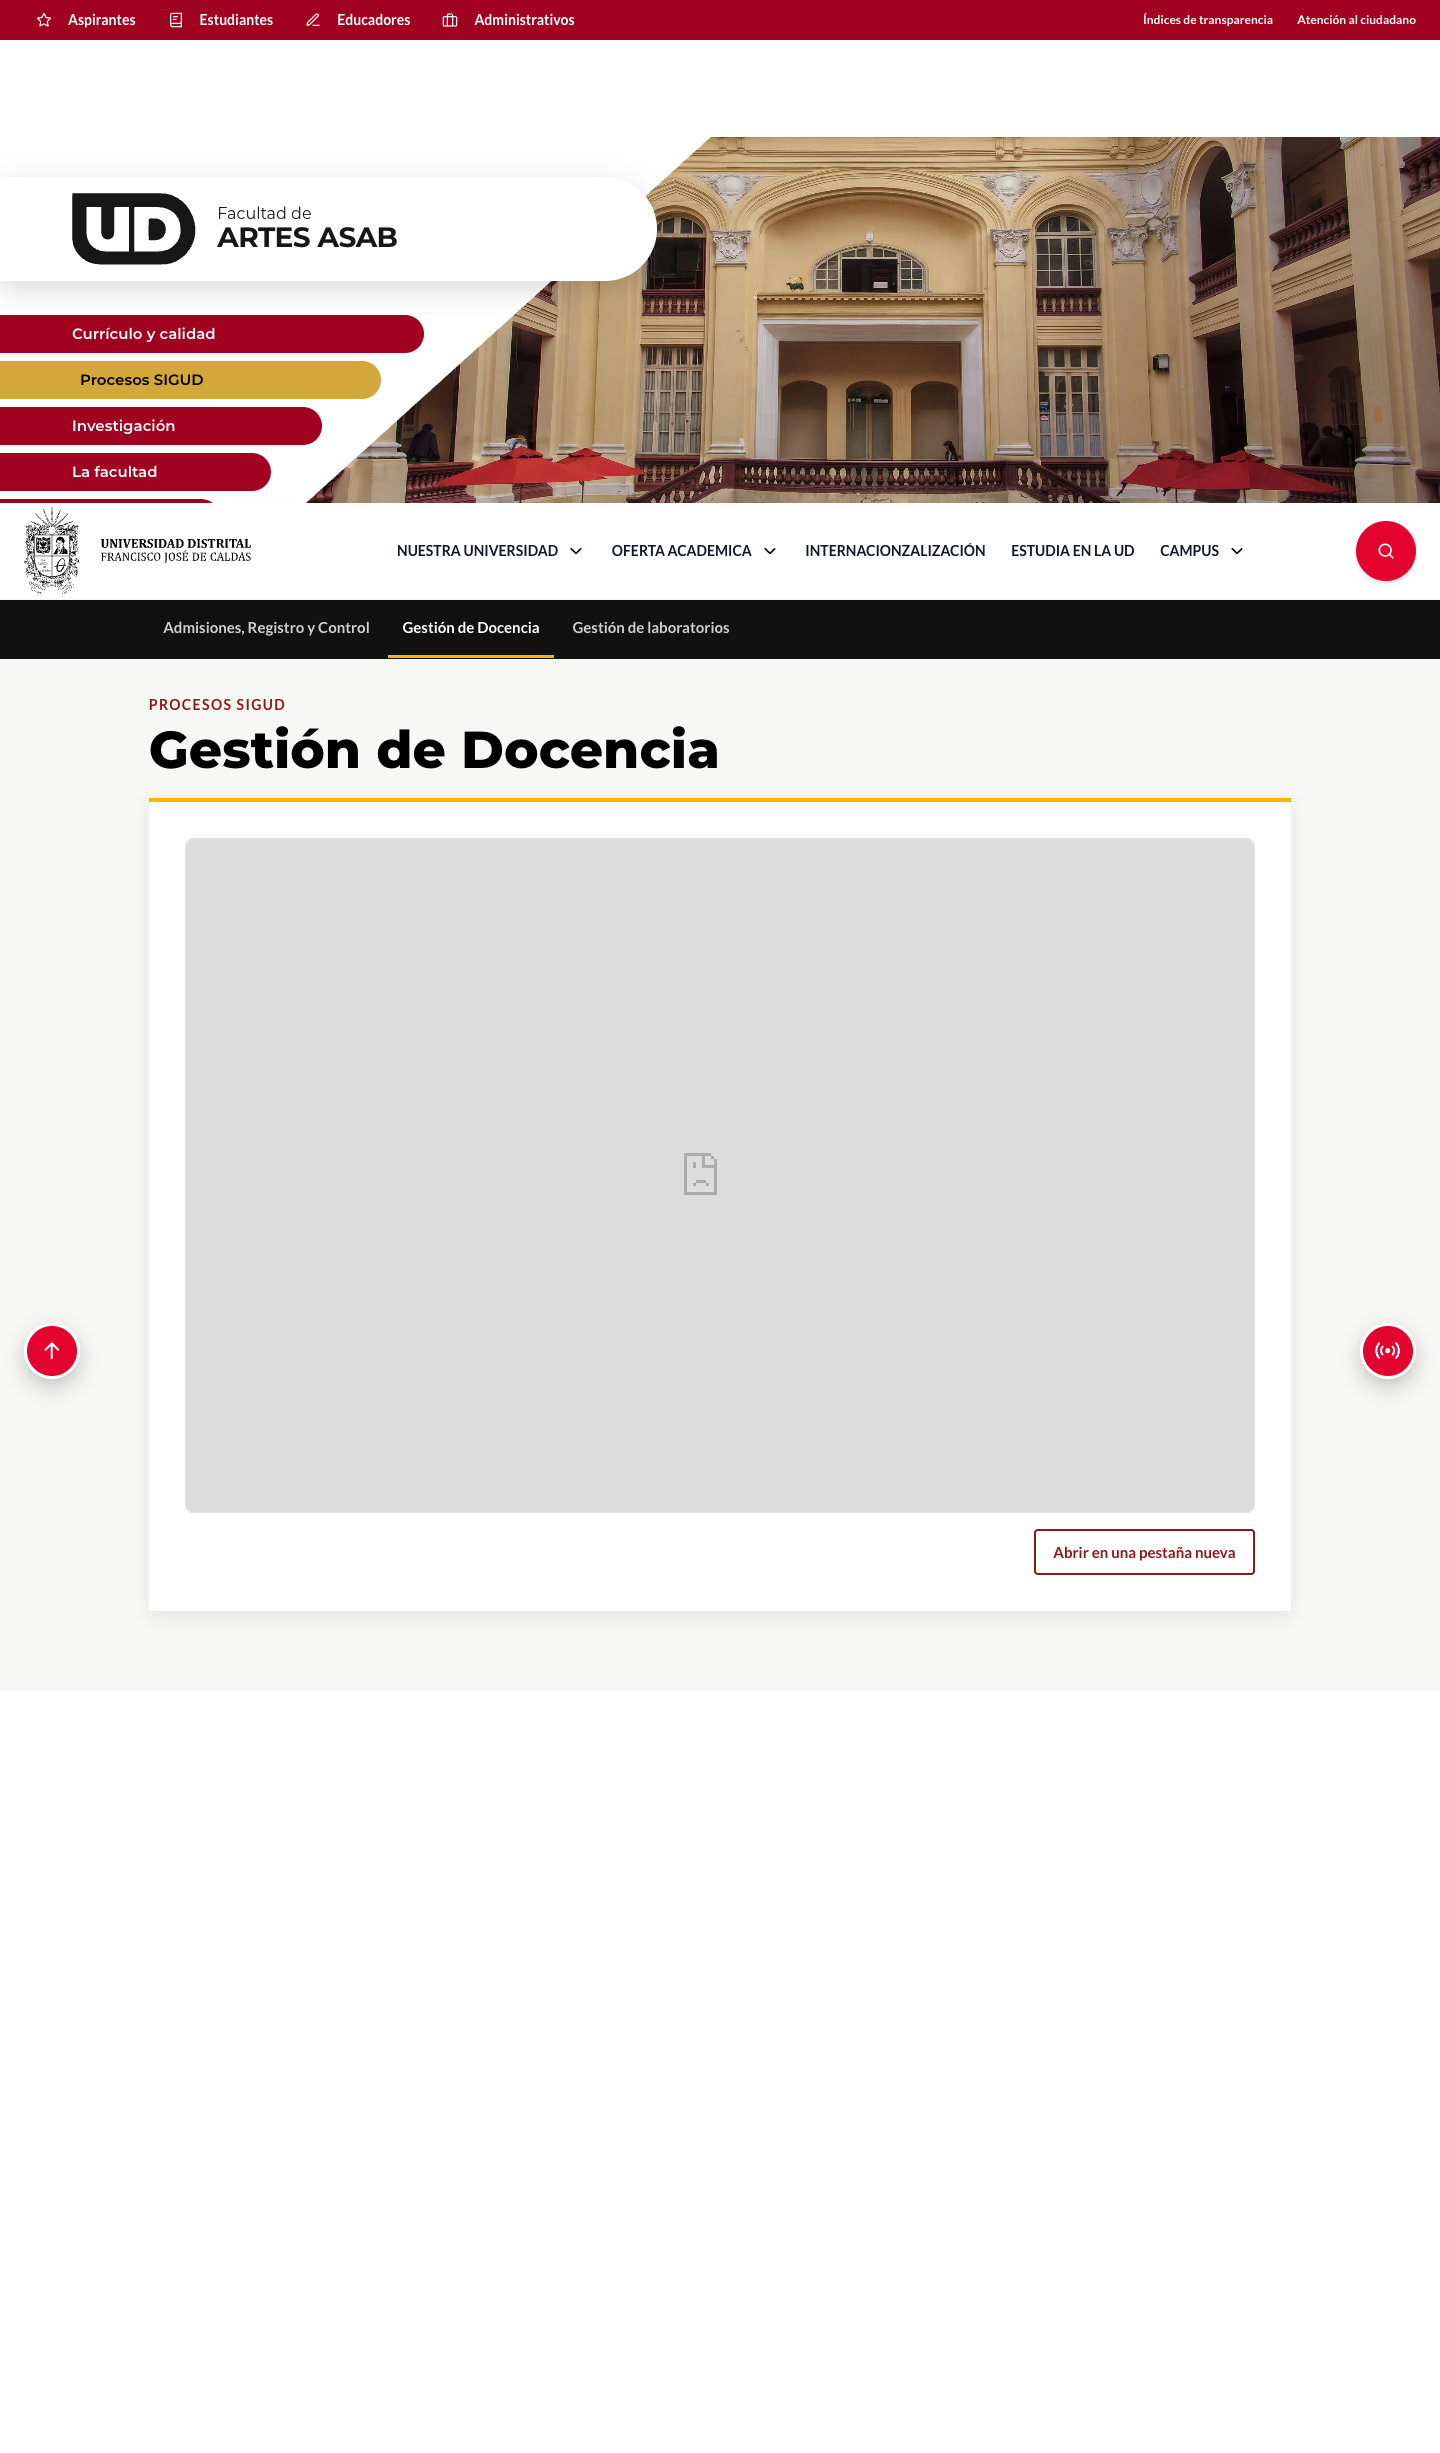 Aspirantes
Estudiantes
Educadores
Administrativos
Índices de transparencia
Atención al ciudadano
UD
Facultad de
ARTES ASAB
Currículo y calidad
Procesos SIGUD
Investigación
La facultad
UNIVERSIDAD DISTRITAL
FRANCISCO JOSÉ DE CALDAS
NUESTRA UNIVERSIDAD
OFERTA ACADEMICA
INTERNACIONZALIZACIÓN
ESTUDIA EN LA UD
CAMPUS
Admisiones, Registro y Control
Gestión de Docencia
Gestión de laboratorios
PROCESOS SIGUD
Gestión de Docencia
Abrir en una pestaña nueva